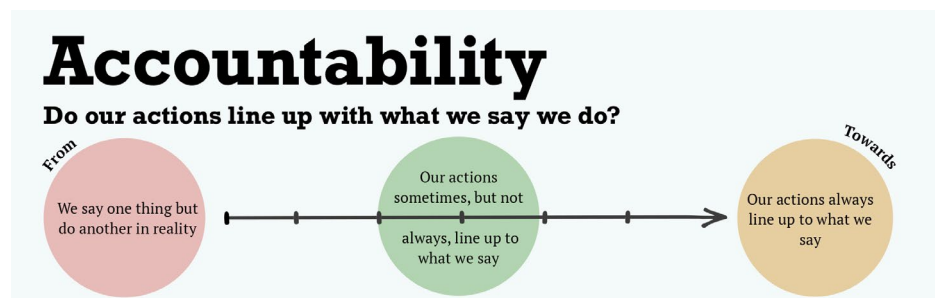 Accountability
Do our actions line up with what we say we do?
From
We say one thing but
do another in reality
Our actions
sometimes, but not
always, line up to
what we say
Towards
Our actions always
line up to what we
say